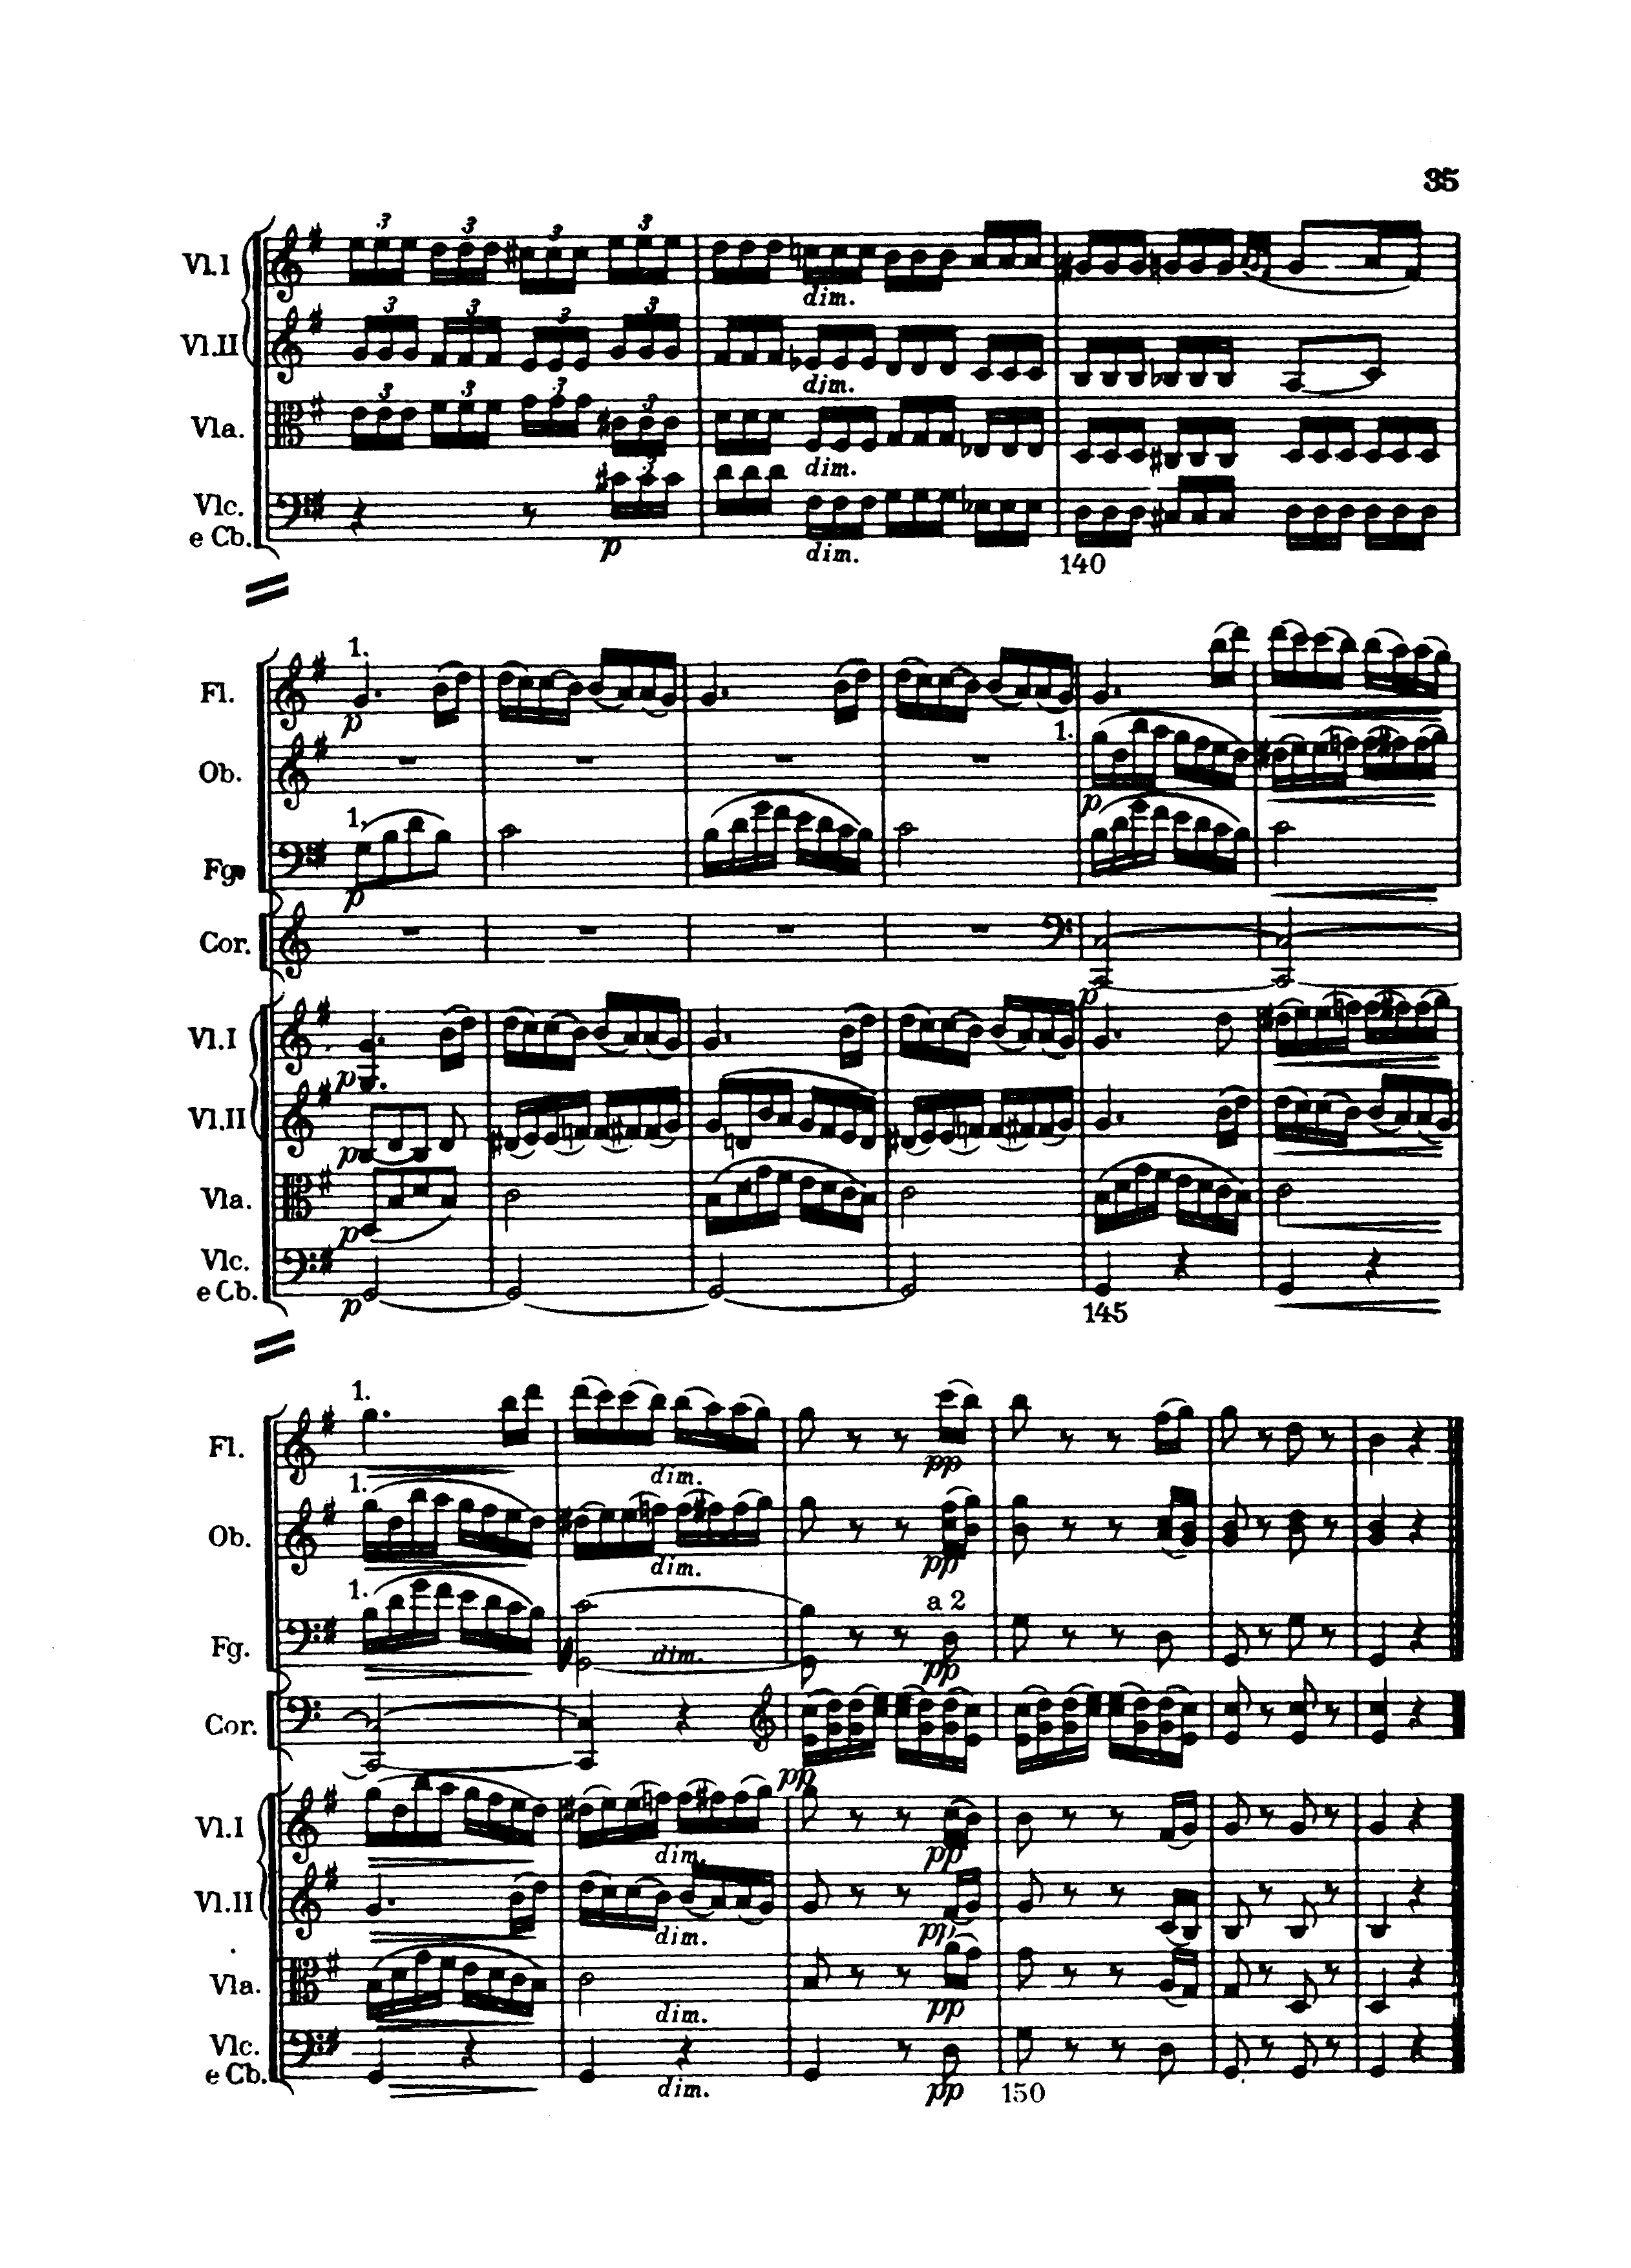 35
Vl.I 3 3 3 3
dim.
Vl.II 3 3 3 3
dim.
Vla. 3 3 3 3
dim.
Vlc. 3
e Cb. p dim.
140
1.
Fl. p
1.
Ob. p
1.
Fg. p
Cor. p
Vl.I p
Vl.II p
Vla. p
Vlc.
e Cb. p
145
1.
Fl. dim. pp
1.
Ob. dim. pp
1. a 2
Fg. dim. pp
Cor. pp
Vl.I dim. pp
Vl.II dim. pp
Vla. dim. pp
Vlc.
e Cb. dim. pp 150